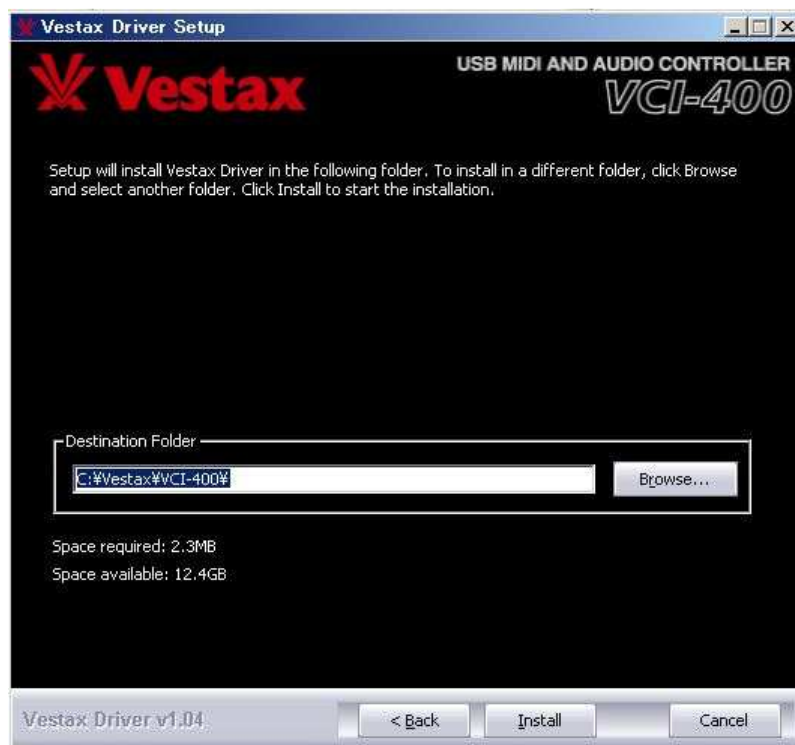 Vestax Driver Setup
Vestax
USB MIDI AND AUDIO CONTROLLER
VCI-400
Setup will install Vestax Driver in the following folder. To install in a different folder, click Browse
and select another folder. Click Install to start the installation.
Destination Folder
C:¥Vestax¥VCI-400¥
Browse...
Space required: 2.3MB
Space available: 12.4GB
Vestax Driver v1.04
< Back
Install
Cancel